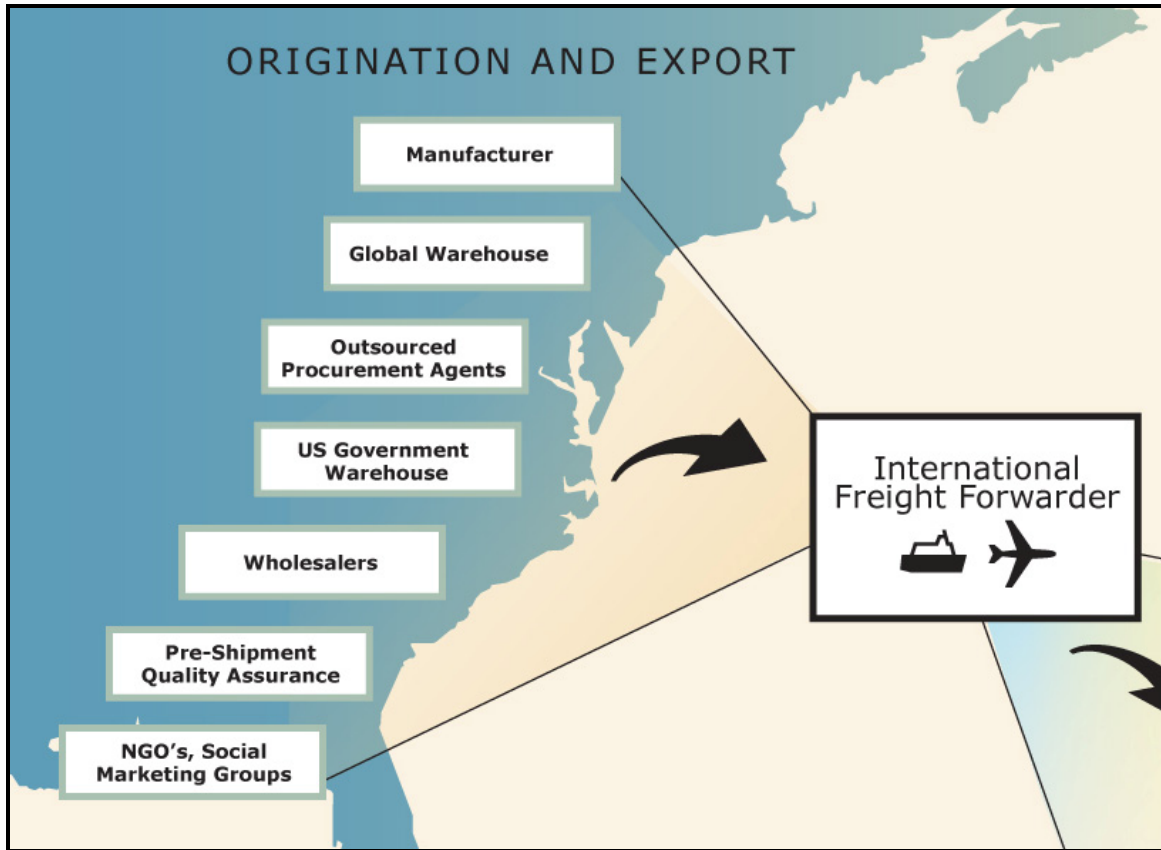 ORIGINATION AND EXPORT
Manufacturer
Global Warehouse
Outsourced
Procurement Agents
US Government
Warehouse
Wholesalers
Pre-Shipment
Quality Assurance
NGO's, Social
Marketing Groups
International
Freight Forwarder